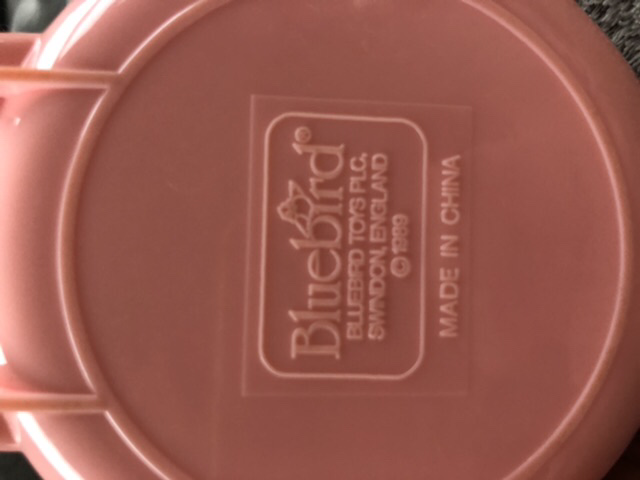 Bluebird®
BLUEBIRD TOYS PLC,
SWINDON, ENGLAND
© 1989
MADE IN CHINA